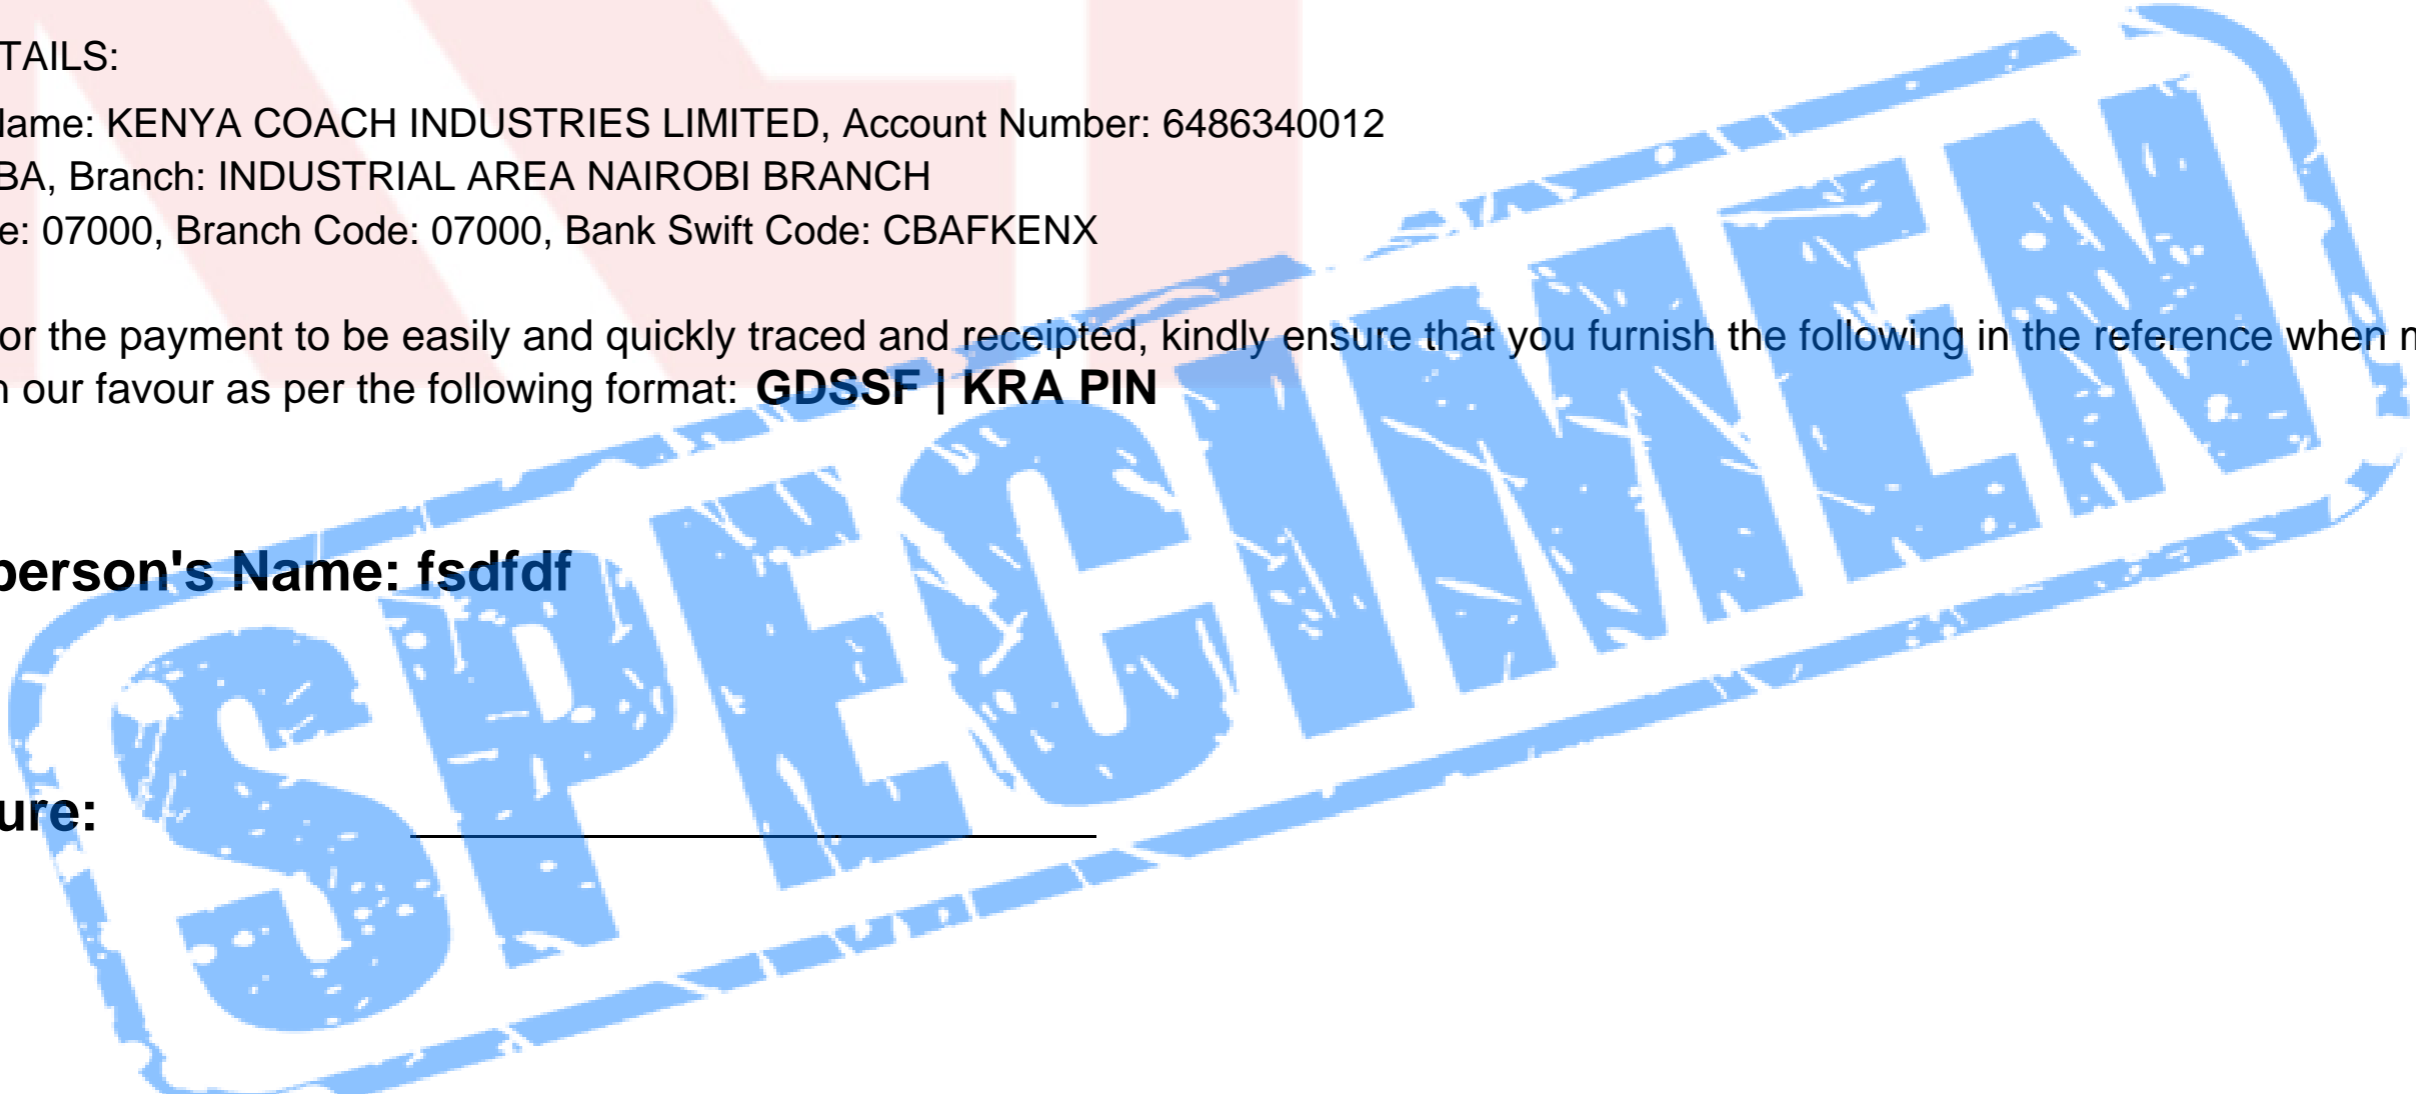 TAILS:
lame: KENYA COACH INDUSTRIES LIMITED, Account Number: 6486340012
BA, Branch: INDUSTRIAL AREA NAIROBI BRANCH
e: 07000, Branch Code: 07000, Bank Swift Code: CBAFKENX
or the payment to be easily and quickly traced and receipted, kindly ensure that you furnish the following in the reference when
n our favour as per the following format: GDSSF | KRA PIN
person's Name: fsdfdf
ure:
SPECIMEN